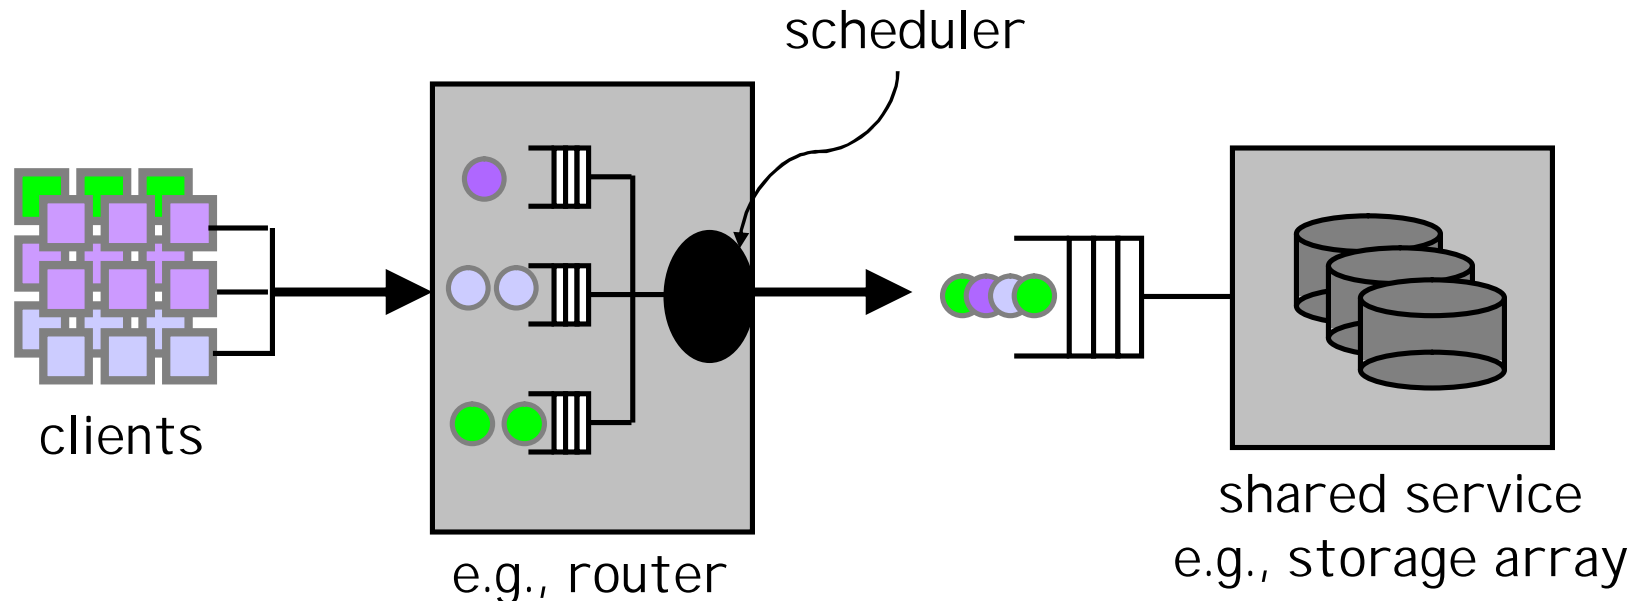 scheduler
clients
e.g., router
shared service
e.g., storage array